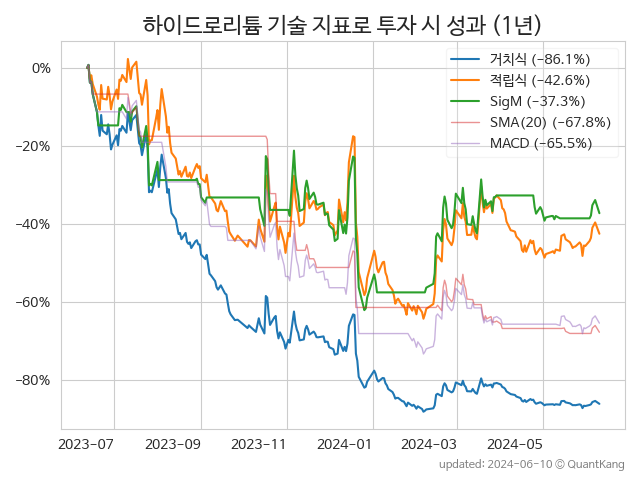 하이드로리튬 기술 지표로 투자 시 성과 (1년)
거치식 (−86.1%)
적립식 (−42.6%)
SigM (−37.3%)
SMA(20) (−67.8%)
MACD (−65.5%)
0%
−20%
−40%
−60%
−80%
2023−07 2023−09 2023−11 2024−01 2024−03 2024−05
updated: 2024−06−10 © QuantKang